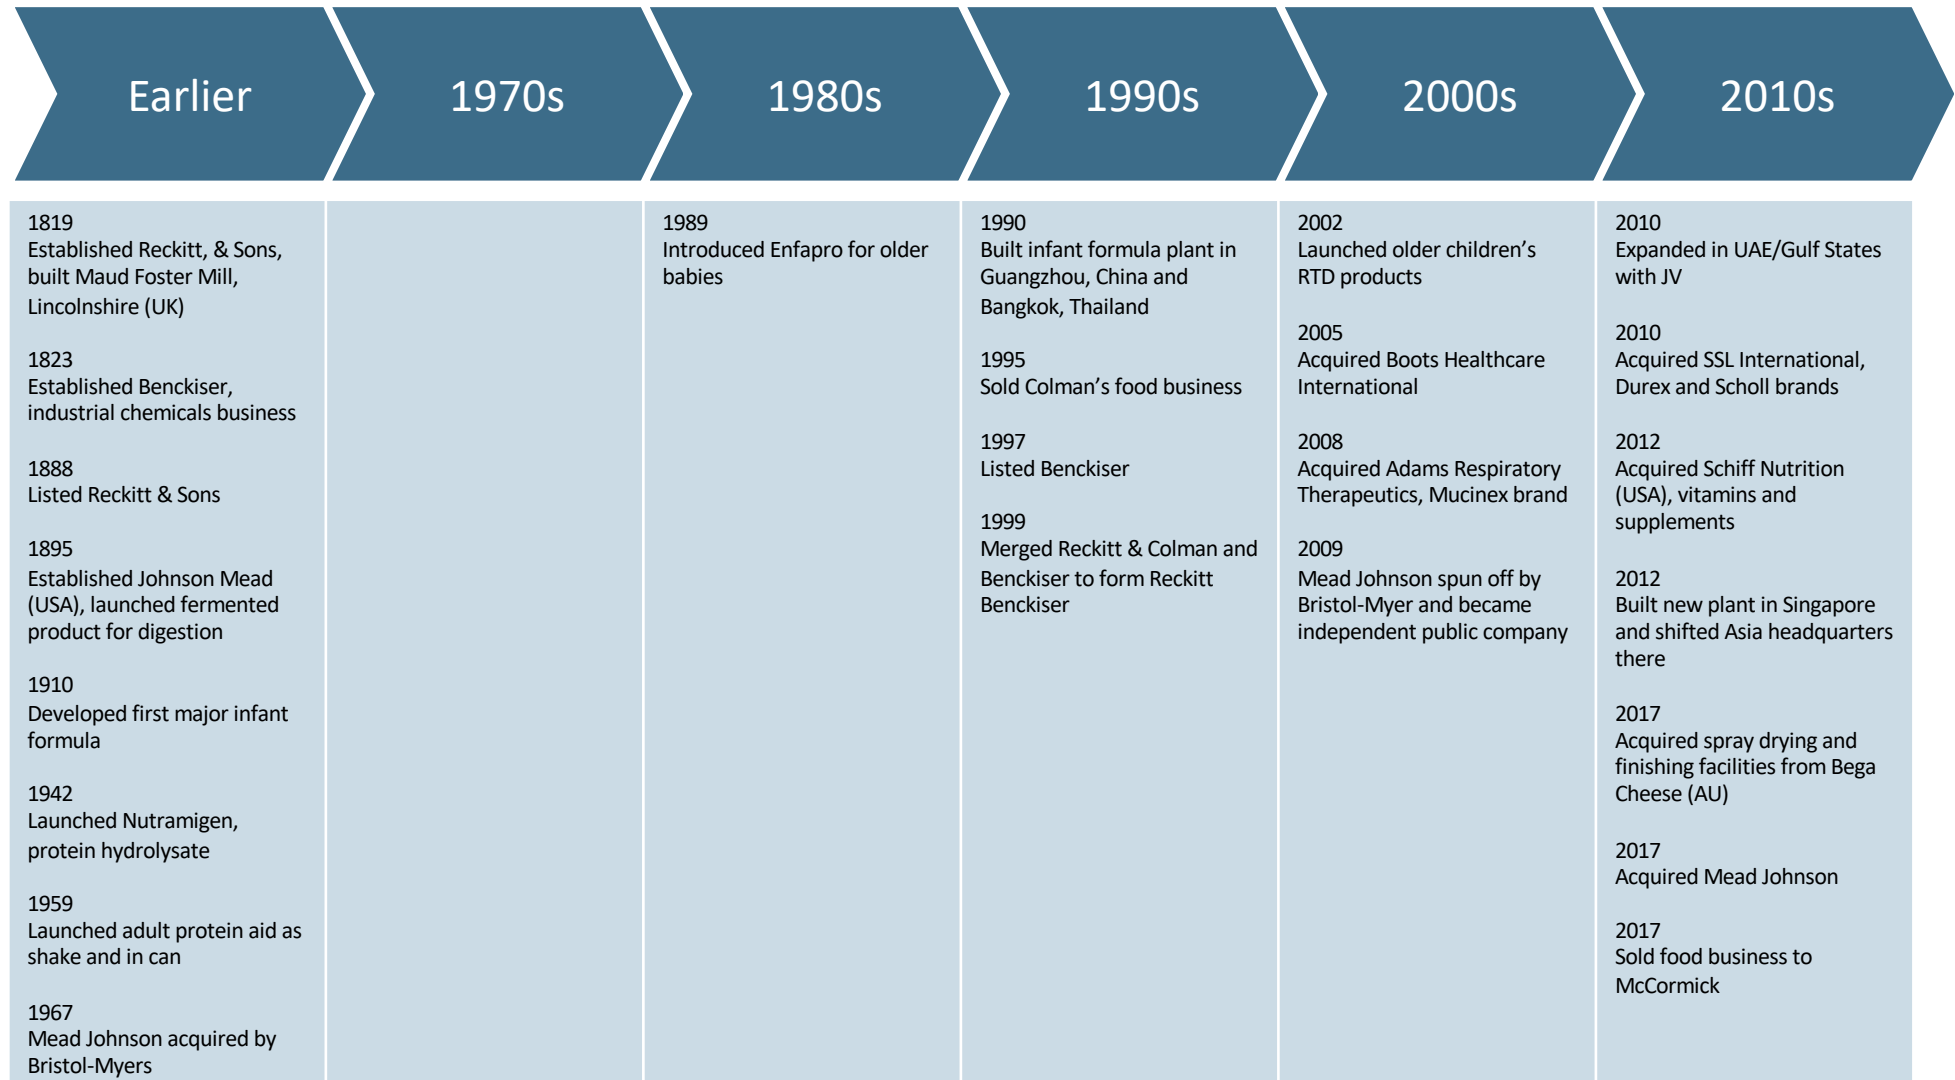 Earlier
1970s
1980s
1990s
2000s
2010s
1819
Established Reckitt, & Sons,
built Maud Foster Mill,
Lincolnshire (UK)
1823
Established Benckiser,
industrial chemicals business
1888
Listed Reckitt & Sons
1895
Established Johnson Mead
(USA), launched fermented
product for digestion
1910
Developed first major infant
formula
1942
Launched Nutramigen,
protein hydrolysate
1959
Launched adult protein aid as
shake and in can
1967
Mead Johnson acquired by
Bristol-Myers
1989
Introduced Enfapro for older
babies
1990
Built infant formula plant in
Guangzhou, China and
Bangkok, Thailand
1995
Sold Colman’s food business
1997
Listed Benckiser
1999
Merged Reckitt & Colman and
Benckiser to form Reckitt
Benckiser
2002
Launched older children’s
RTD products
2005
Acquired Boots Healthcare
International
2008
Acquired Adams Respiratory
Therapeutics, Mucinex brand
2009
Mead Johnson spun off by
Bristol-Myer and became
independent public company
2010
Expanded in UAE/Gulf States
with JV
2010
Acquired SSL International,
Durex and Scholl brands
2012
Acquired Schiff Nutrition
(USA), vitamins and
supplements
2012
Built new plant in Singapore
and shifted Asia headquarters
there
2017
Acquired spray drying and
finishing facilities from Bega
Cheese (AU)
2017
Acquired Mead Johnson
2017
Sold food business to
McCormick